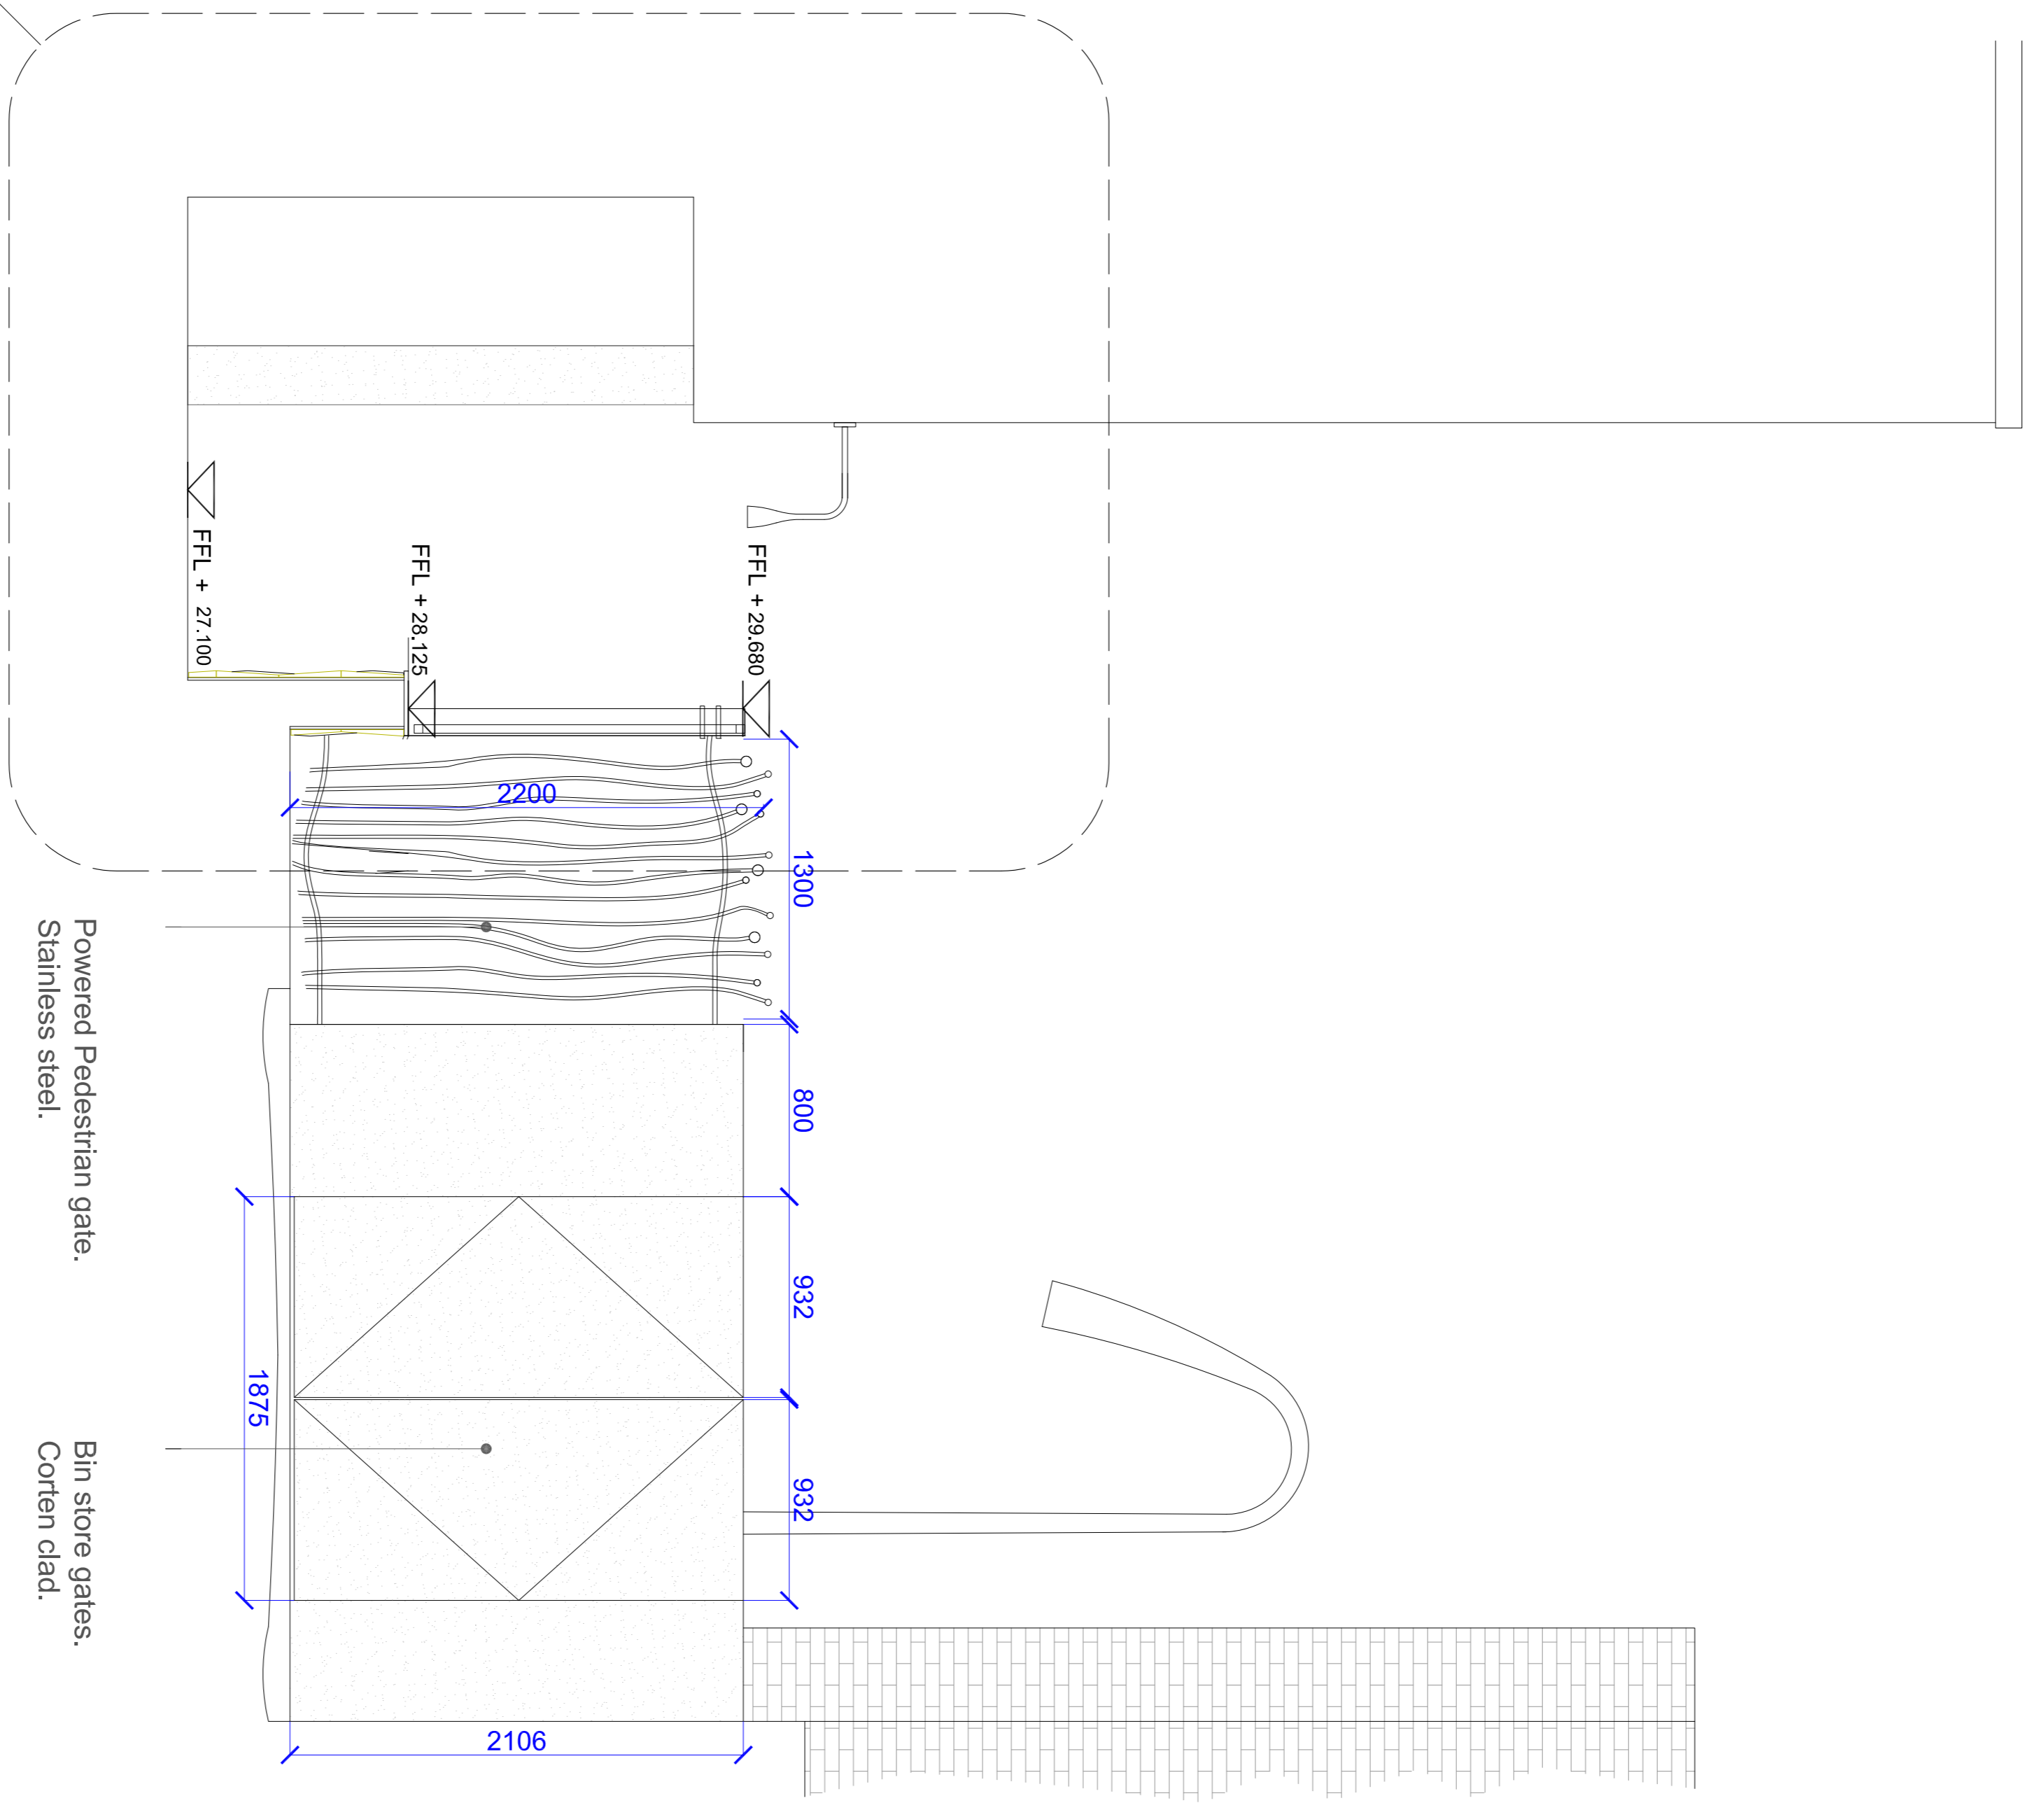 FFL + 29.680
FFL + 28.125
FFL + 27.100
2200
1300
800
932
932
1875
2106
Powered Pedestrian gate.
Stainless steel.
Bin store gates.
Corten clad.